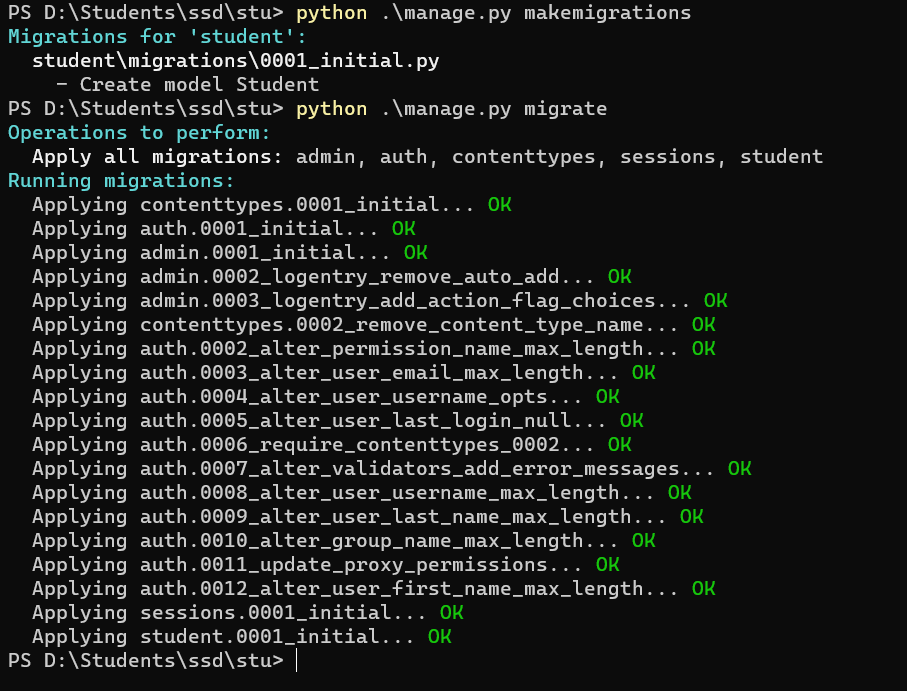 PS D:\Students\ssd\stu> python .\manage.py makemigrations
Migrations for 'student':
  student\migrations\0001_initial.py
    - Create model Student
PS D:\Students\ssd\stu> python .\manage.py migrate
Operations to perform:
  Apply all migrations: admin, auth, contenttypes, sessions, student
Running migrations:
  Applying contenttypes.0001_initial... OK
  Applying auth.0001_initial... OK
  Applying admin.0001_initial... OK
  Applying admin.0002_logentry_remove_auto_add... OK
  Applying admin.0003_logentry_add_action_flag_choices... OK
  Applying contenttypes.0002_remove_content_type_name... OK
  Applying auth.0002_alter_permission_name_max_length... OK
  Applying auth.0003_alter_user_email_max_length... OK
  Applying auth.0004_alter_user_username_opts... OK
  Applying auth.0005_alter_user_last_login_null... OK
  Applying auth.0006_require_contenttypes_0002... OK
  Applying auth.0007_alter_validators_add_error_messages... OK
  Applying auth.0008_alter_user_username_max_length... OK
  Applying auth.0009_alter_user_last_name_max_length... OK
  Applying auth.0010_alter_group_name_max_length... OK
  Applying auth.0011_update_proxy_permissions... OK
  Applying auth.0012_alter_user_first_name_max_length... OK
  Applying sessions.0001_initial... OK
  Applying student.0001_initial... OK
PS D:\Students\ssd\stu>